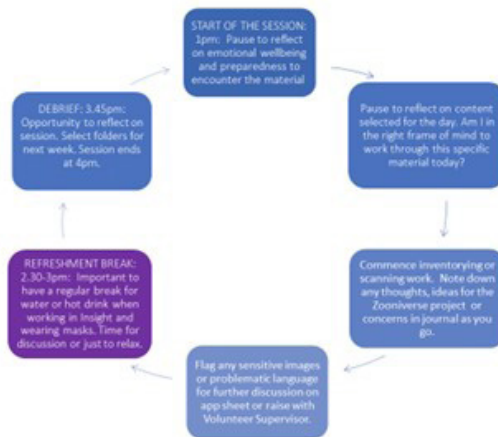 START OF THE SESSION:
1pm: Pause to reflect
on emotional wellbeing
and preparedness to
encounter the material
Pause to reflect on content
selected for the day. Am I in
the right frame of mind to
work through this specific
material today?
Commence inventorying or
scanning work. Note down
any thoughts, ideas for the
Zooniverse project or
concerns in journal as you
go.
Flag any sensitive images
or problematic language
for further discussion on
app sheet or raise with
Volunteer Supervisor.
REFRESHMENT BREAK:
2.30-3pm: Important to
have a regular break for
water or hot drink when
working in Insight and
wearing masks. Time for
discussion or just to relax.
DEBRIEF: 3.45pm:
Opportunity to reflect on
session. Select folders for
next week. Session ends
at 4pm.